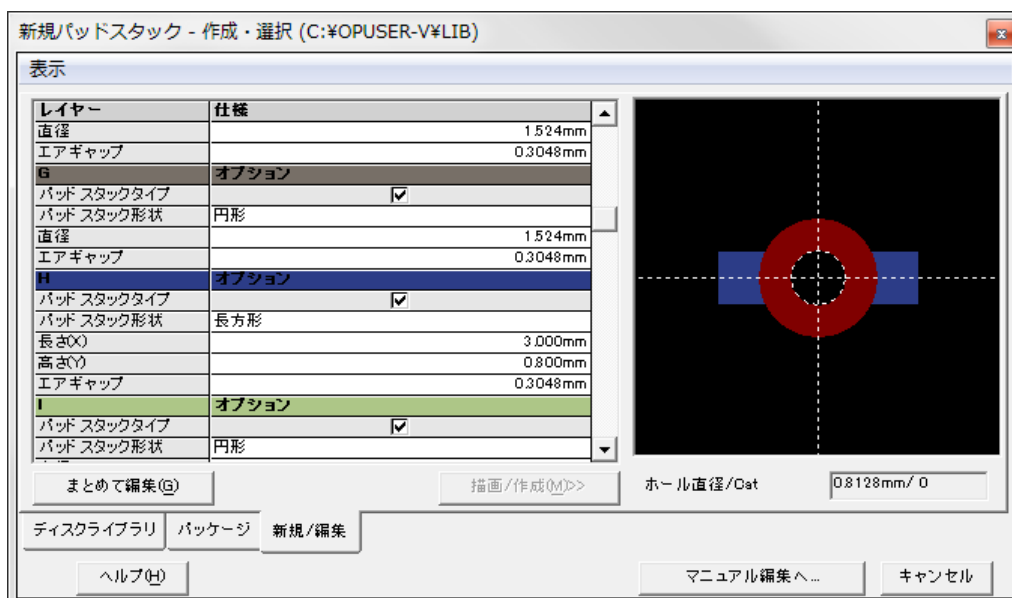 新規パッドスタック - 作成・選択 (C:¥OPUSER-V¥LIB)
表示
レイヤー 仕様
直径 1.524mm
エアギャップ 0.3048mm
G オプション
パッド スタックタイプ
パッド スタック形状 円形
直径 1.524mm
エアギャップ 0.3048mm
H オプション
パッド スタックタイプ
パッド スタック形状 長方形
長さ(X) 3.000mm
高さ(Y) 0.800mm
エアギャップ 0.3048mm
I オプション
パッド スタックタイプ
パッド スタック形状 円形
まとめて編集(G) 描画/作成(M)>> ホール直径/Cat 0.8128mm/ 0
ディスクライブラリ パッケージ 新規/編集
ヘルプ(H) マニュアル編集へ... キャンセル